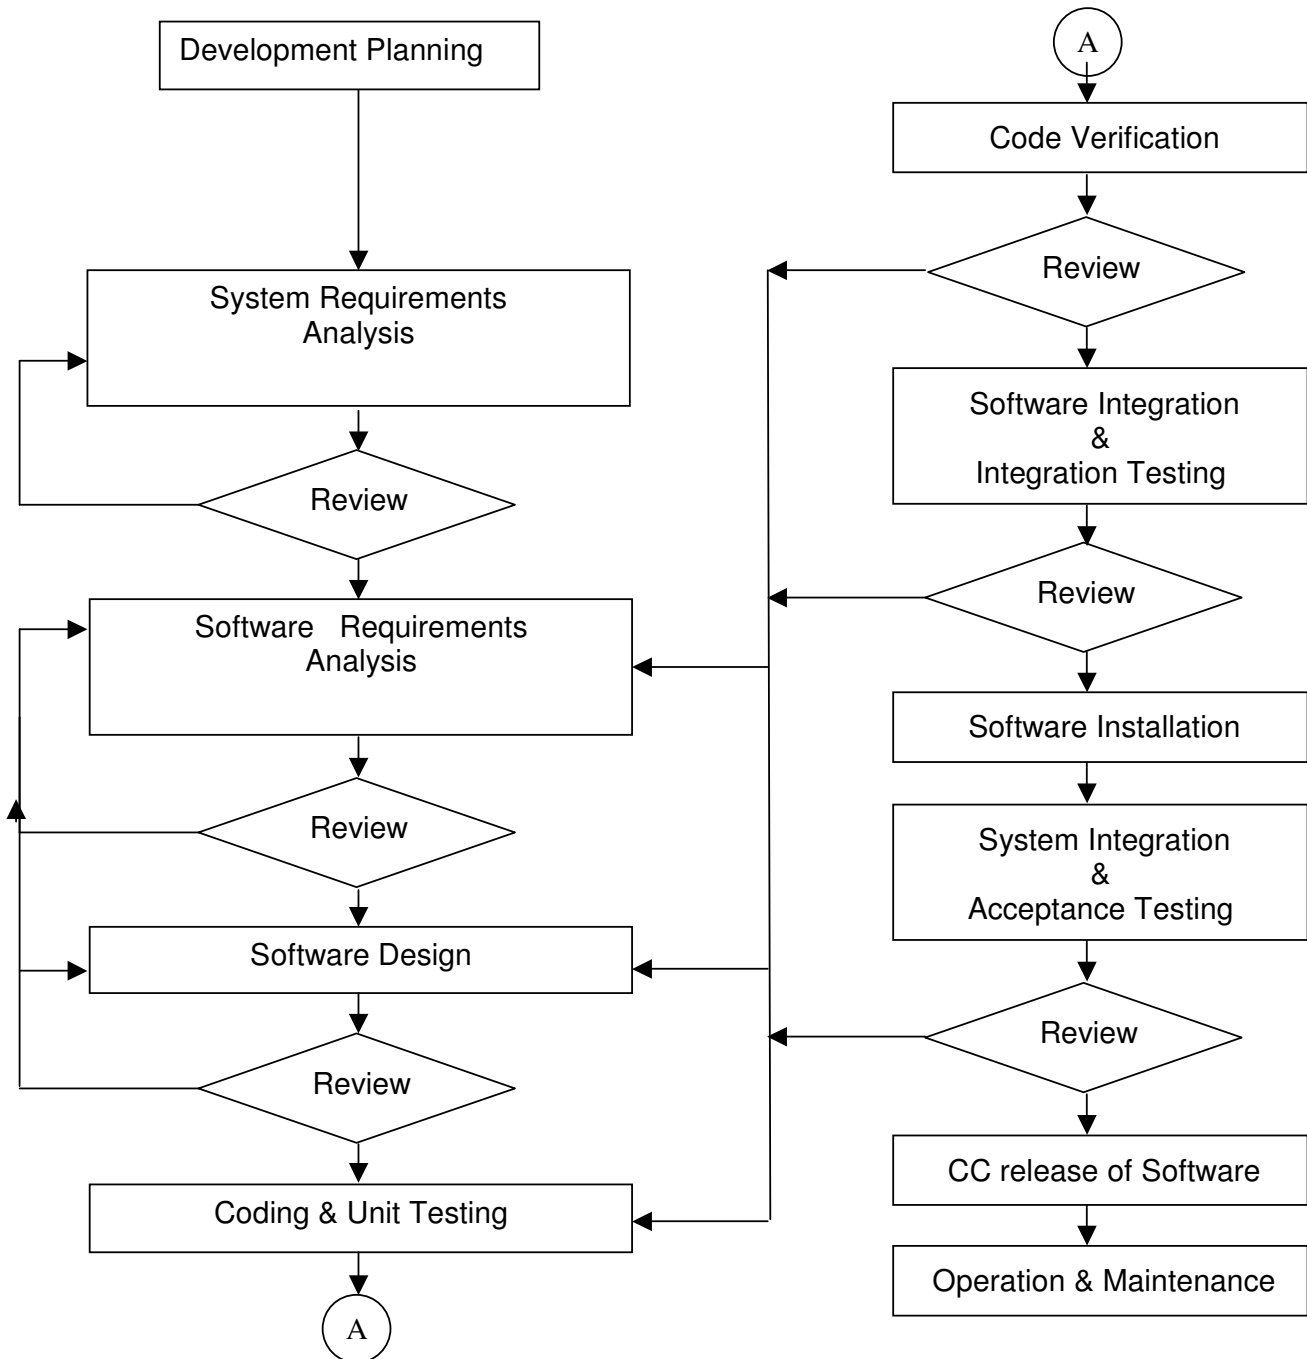 Development Planning
System Requirements
Analysis
Review
Software Requirements
Analysis
Review
Software Design
Review
Coding & Unit Testing
A
A
Code Verification
Review
Software Integration
&
Integration Testing
Review
Software Installation
System Integration
&
Acceptance Testing
Review
CC release of Software
Operation & Maintenance